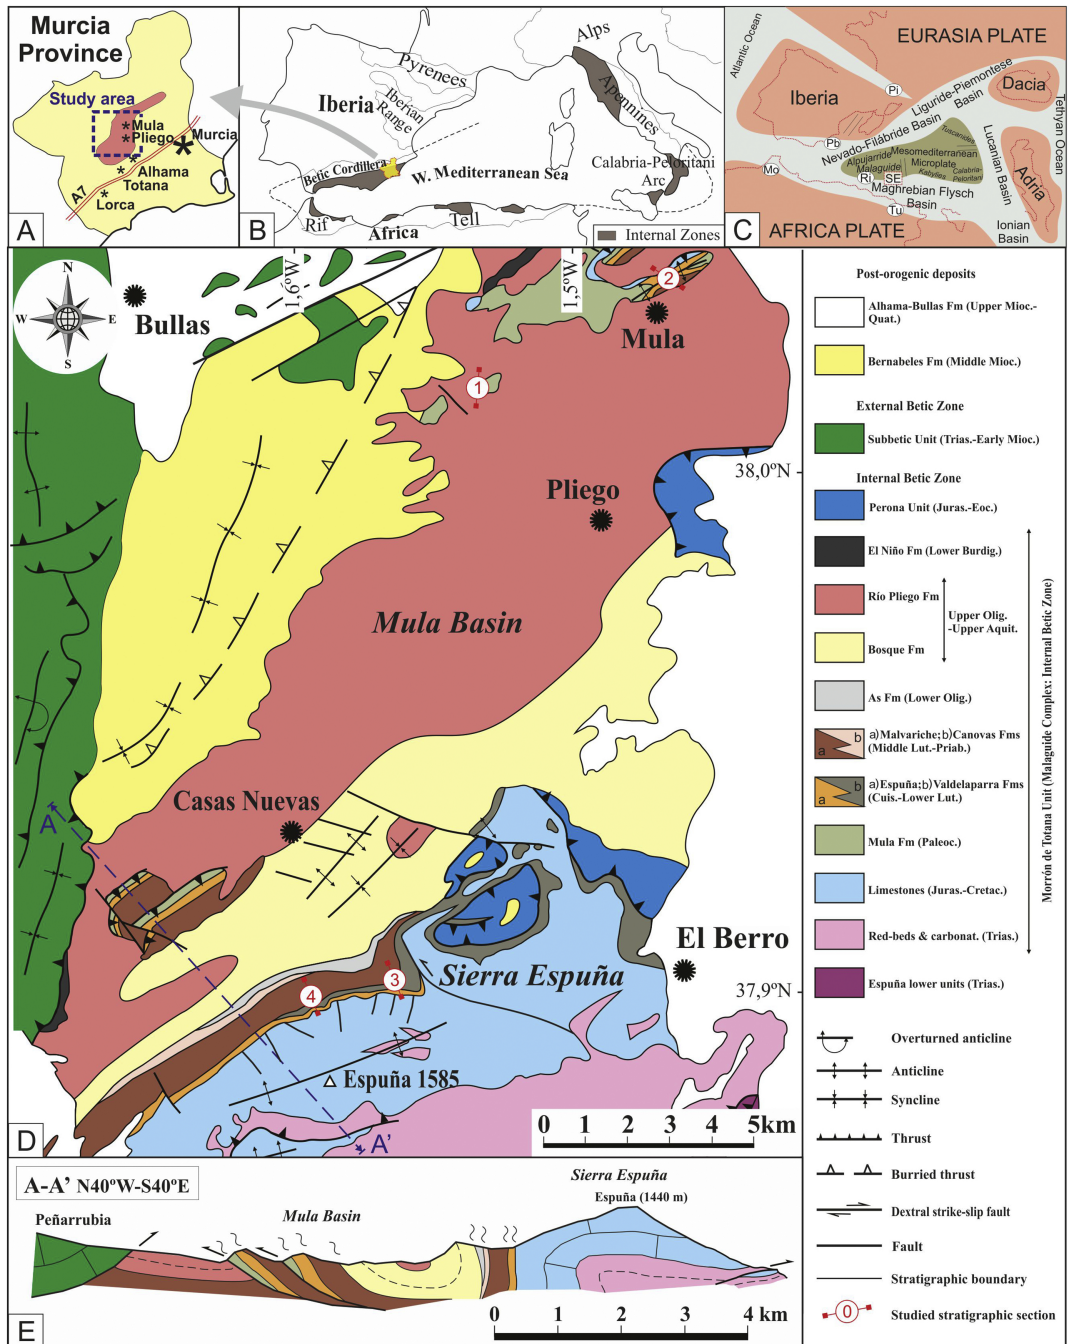 Murcia
Province
Study area
Mula
Pliego
Murcia
Alhama
Totana
A7
Lorca
A
Alps
Pyrenees
Apennines
Iberia
Iberian
Range
Betic Cordillera
W. Mediterranean Sea
Calabria-Peloritani
Arc
Rif
Africa
Tell
Internal Zones
B
Atlantic Ocean
EURASIA PLATE
Iberia
Pi
Liguride-Piemontese
Basin
Dacia
Tethyan Ocean
Nevado-Filábride Basin
Pb
Tuscanides
Mesomediterranean
Microplate
Alpujarride
Malaguide
Kabylies
Calabria-
Peloritani
Lucanian Basin
Adria
Mo
Ri
SE
Maghrebian Flysch
Basin
Tu
Ionian
Basin
AFRICA PLATE
C
N
W
E
S
Bullas
1,6ºW
1,5ºW
2
Mula
1
38,0ºN
Pliego
Mula Basin
Casas Nuevas
A
El Berro
Sierra Espuña
3
4
37,9ºN
Espuña 1585
A'
0 1 2 3 4 5km
D
Post-orogenic deposits
Alhama-Bullas Fm (Upper Mioc.-
Quat.)
Bernabeles Fm (Middle Mioc.)
External Betic Zone
Subbetic Unit (Trias.-Early Mioc.)
Internal Betic Zone
Perona Unit (Juras.-Eoc.)
El Niño Fm (Lower Burdig.)
Río Pliego Fm
Upper Olig.
-Upper Aquit.
Bosque Fm
As Fm (Lower Olig.)
a b
a)Malvariche;b)Canovas Fms
(Middle Lut.-Priab.)
a b
a)Espuña;b)Valdelaparra Fms
(Cuis.-Lower Lut.)
Mula Fm (Paleoc.)
Limestones (Juras.-Cretac.)
Red-beds & carbonat. (Trias.)
Espuña lower units (Trias.)
Morrón de Totana Unit (Malaguide Complex: Internal Betic Zone)
Overturned anticline
Anticline
Syncline
Thrust
Burried thrust
Dextral strike-slip fault
Fault
Stratigraphic boundary
0
Studied stratigraphic section
A-A' N40ºW-S40ºE
Peñarrubia
Mula Basin
Sierra Espuña
Espuña (1440 m)
0 1 2 3 4 km
E